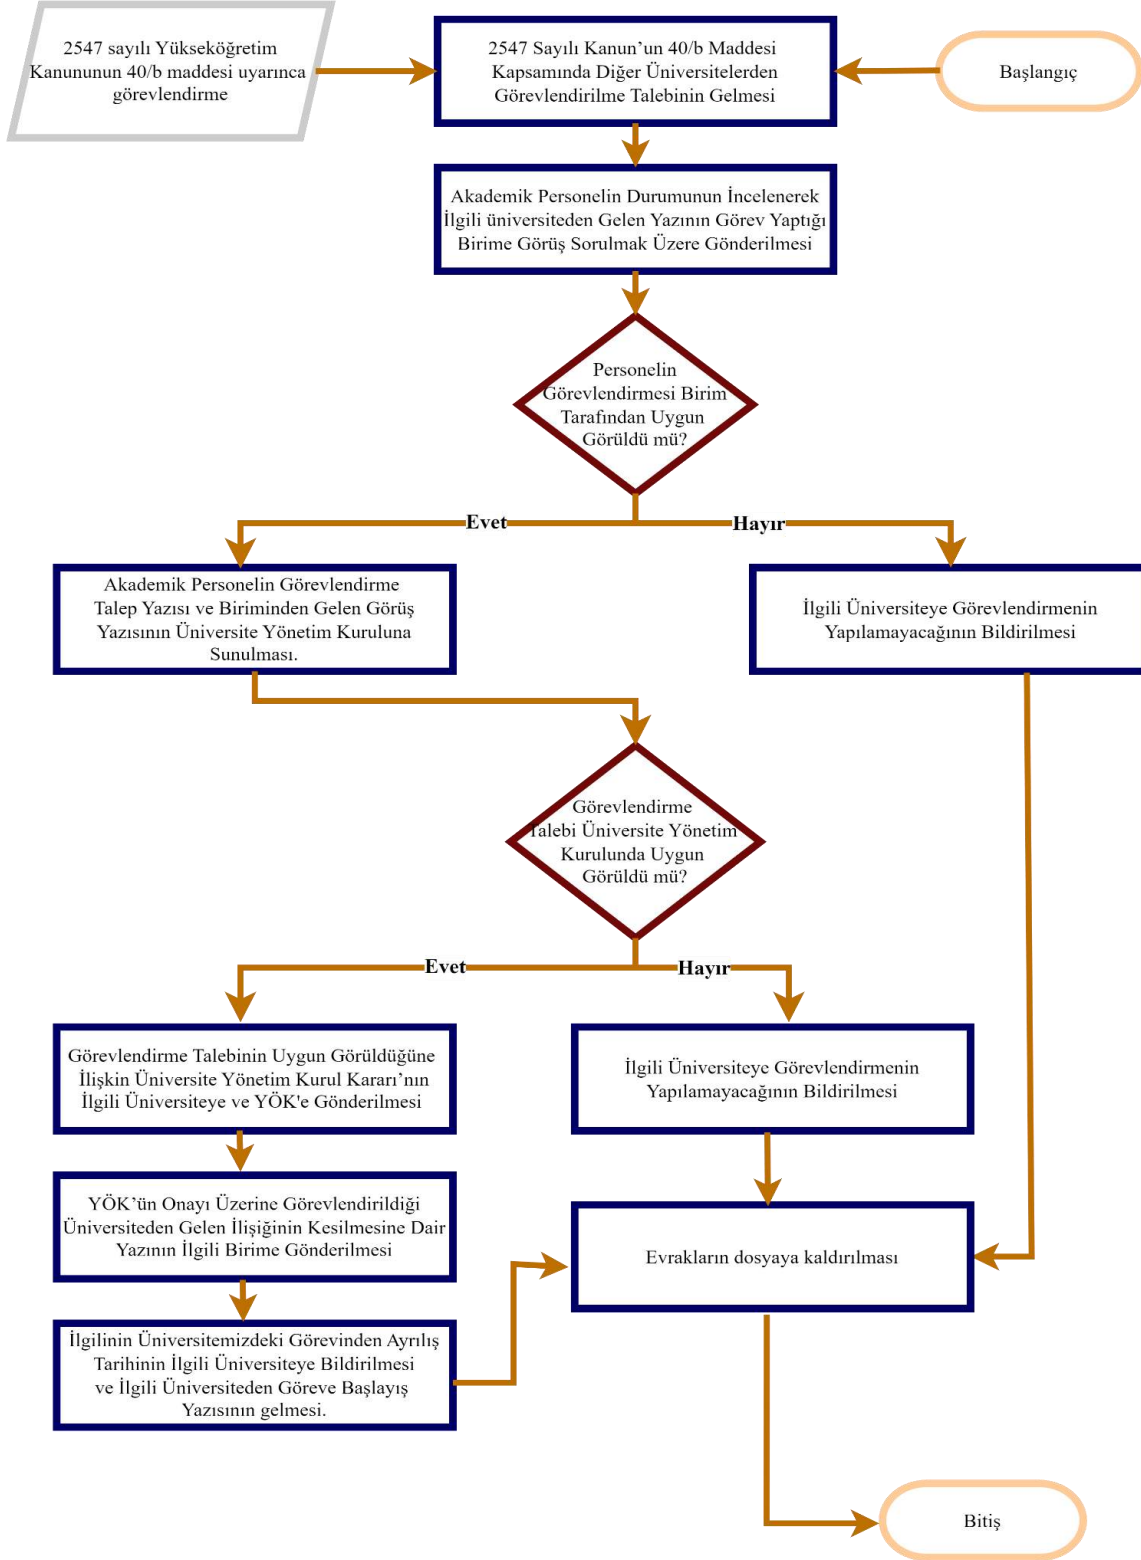 2547 sayılı Yükseköğretim
Kanununun 40/b maddesi uyarınca
görevlendirme
2547 Sayılı Kanun’un 40/b Maddesi
Kapsamında Diğer Üniversitelerden
Görevlendirilme Talebinin Gelmesi
Başlangıç
Akademik Personelin Durumunun İncelenerek
İlgili üniversiteden Gelen Yazının Görev Yaptığı
Birime Görüş Sorulmak Üzere Gönderilmesi
Personelin
Görevlendirmesi Birim
Tarafından Uygun
Görüldü mü?
Evet
Hayır
Akademik Personelin Görevlendirme
Talep Yazısı ve Biriminden Gelen Görüş
Yazısının Üniversite Yönetim Kuruluna
Sunulması.
İlgili Üniversiteye Görevlendirmenin
Yapılamayacağının Bildirilmesi
Görevlendirme
Talebi Üniversite Yönetim
Kurulunda Uygun
Görüldü mü?
Evet
Hayır
Görevlendirme Talebinin Uygun Görüldüğüne
İlişkin Üniversite Yönetim Kurul Kararı’nın
İlgili Üniversiteye ve YÖK'e Gönderilmesi
İlgili Üniversiteye Görevlendirmenin
Yapılamayacağının Bildirilmesi
YÖK’ün Onayı Üzerine Görevlendirildiği
Üniversiteden Gelen İlişiğinin Kesilmesine Dair
Yazının İlgili Birime Gönderilmesi
Evrakların dosyaya kaldırılması
İlgilinin Üniversitemizdeki Görevinden Ayrılış
Tarihinin İlgili Üniversiteye Bildirilmesi
ve İlgili Üniversiteden Göreve Başlayış
Yazısının gelmesi.
Bitiş